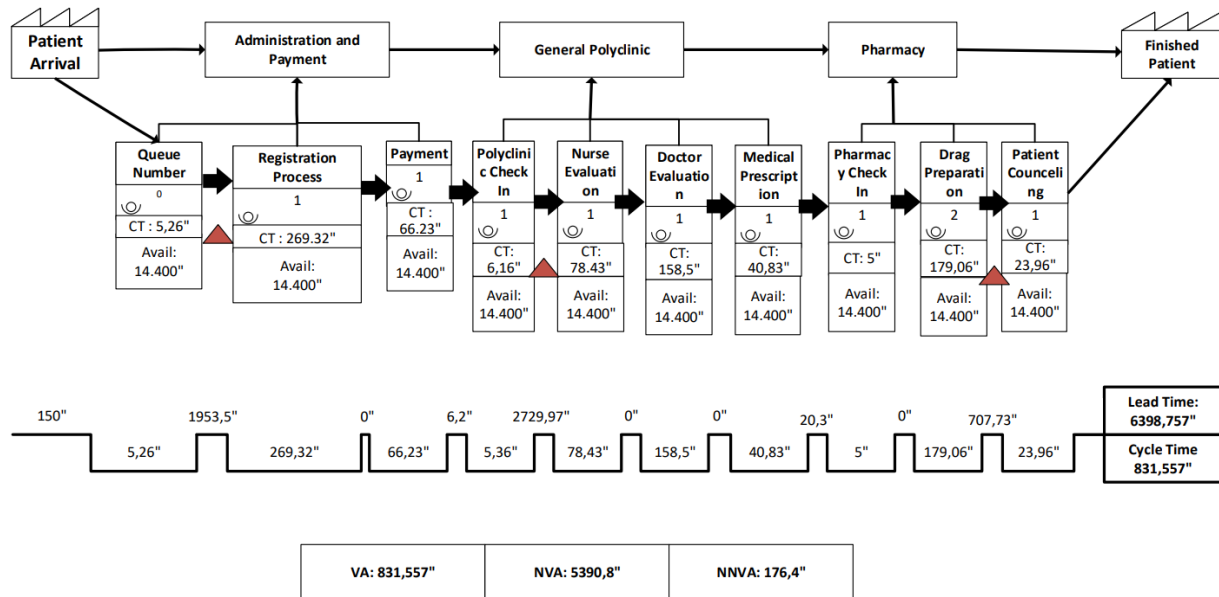 Patient
Arrival
Administration and
Payment
General Polyclinic
Pharmacy
Finished
Patient
Queue
Number
0
CT : 5,26"
Avail:
14.400"
Registration
Process
1
CT : 269.32"
Avail:
14.400"
Payment
1
CT :
66.23"
Avail:
14.400"
Polyclin
ic Check
In
1
CT:
6,16"
Avail:
14.400"
Nurse
Evaluation
1
CT:
78.43"
Avail:
14.400"
Doctor
Evaluatio
n
1
CT:
158,5"
Avail:
14.400"
Medical
Prescript
ion
1
CT:
40,83"
Avail:
14.400"
Pharmac
y Check
In
1
CT: 5"
Avail:
14.400"
Drag
Preparati
on
2
CT:
179,06"
Avail:
14.400"
Patient
Counceli
ng
1
CT:
23,96"
Avail:
14.400"
150" 1953,5" 0" 6,2" 2729,97" 0" 0" 20,3" 0" 707,73"
5,26" 269,32" 66,23" 5,36" 78,43" 158,5" 40,83" 5" 179,06" 23,96"
Lead Time:
6398,757"
Cycle Time
831,557"
VA: 831,557" NVA: 5390,8" NNVA: 176,4"